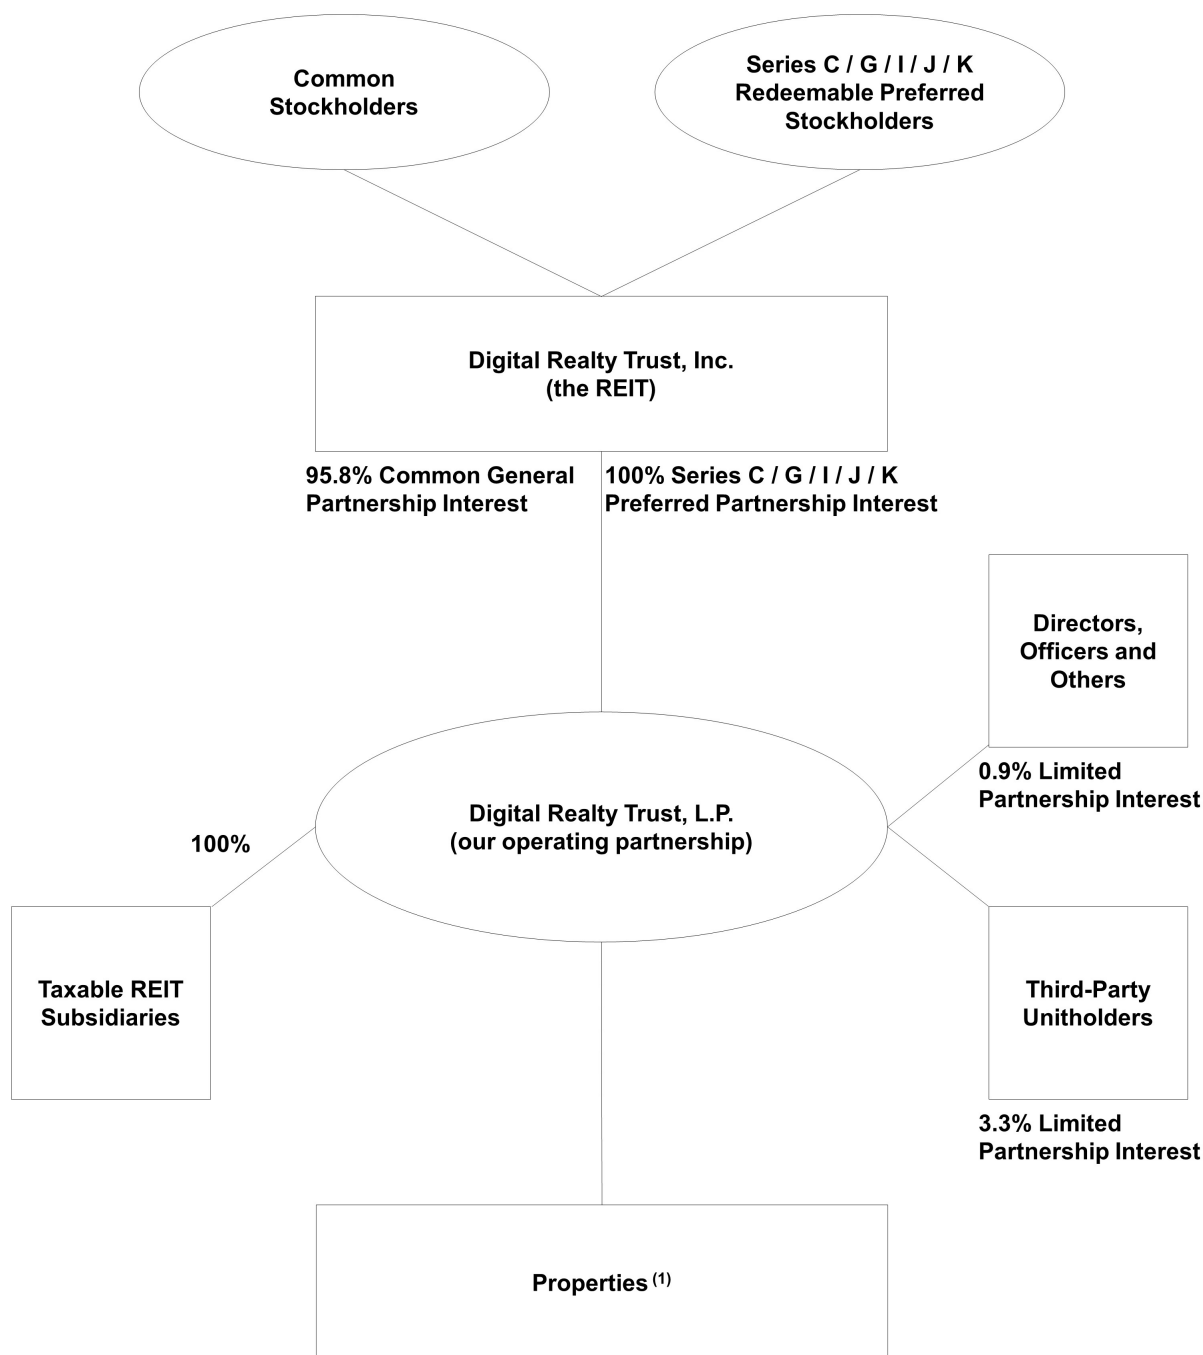 Common
Stockholders
Series C / G / I / J / K
Redeemable Preferred
Stockholders
Digital Realty Trust, Inc.
(the REIT)
95.8% Common General
Partnership Interest
100% Series C / G / I / J / K
Preferred Partnership Interest
Directors,
Officers and
Others
0.9% Limited
Partnership Interest
Digital Realty Trust, L.P.
(our operating partnership)
100%
Taxable REIT
Subsidiaries
Third-Party
Unitholders
3.3% Limited
Partnership Interest
Properties (1)